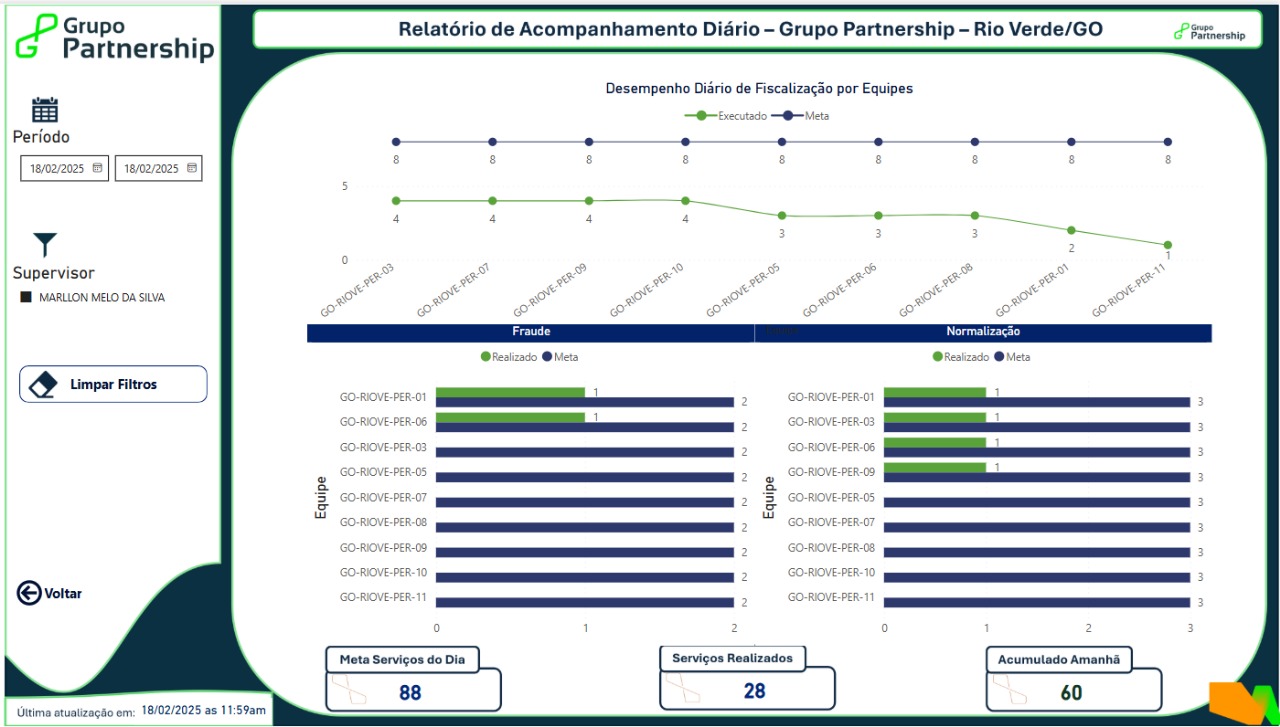 Grupo
Partnership
Relatório de Acompanhamento Diário – Grupo Partnership – Rio Verde/GO
Grupo
Partnership
Período
18/02/2025
18/02/2025
Supervisor
MARLLON MELO DA SILVA
Limpar Filtros
Voltar
Última atualização em: 18/02/2025 as 11:59am
Desempenho Diário de Fiscalização por Equipes
Executado Meta
8 8 8 8 8 8 8 8 8
5
4 4 4 4 3 3 3 2 1
0
GO-RIOVE-PER-03
GO-RIOVE-PER-07
GO-RIOVE-PER-09
GO-RIOVE-PER-10
GO-RIOVE-PER-05
GO-RIOVE-PER-06
GO-RIOVE-PER-08
GO-RIOVE-PER-01
GO-RIOVE-PER-11
Fraude
Realizado Meta
Equipe
GO-RIOVE-PER-01 1 2
GO-RIOVE-PER-06 1 2
GO-RIOVE-PER-03 2
GO-RIOVE-PER-05 2
GO-RIOVE-PER-07 2
GO-RIOVE-PER-08 2
GO-RIOVE-PER-09 2
GO-RIOVE-PER-10 2
GO-RIOVE-PER-11 2
0 1 2
Normalização
Realizado Meta
Equipe
GO-RIOVE-PER-01 1 3
GO-RIOVE-PER-03 1 3
GO-RIOVE-PER-06 1 3
GO-RIOVE-PER-09 1 3
GO-RIOVE-PER-05 3
GO-RIOVE-PER-07 3
GO-RIOVE-PER-08 3
GO-RIOVE-PER-10 3
GO-RIOVE-PER-11 3
0 1 2 3
Meta Serviços do Dia
88
Serviços Realizados
28
Acumulado Amanhã
60